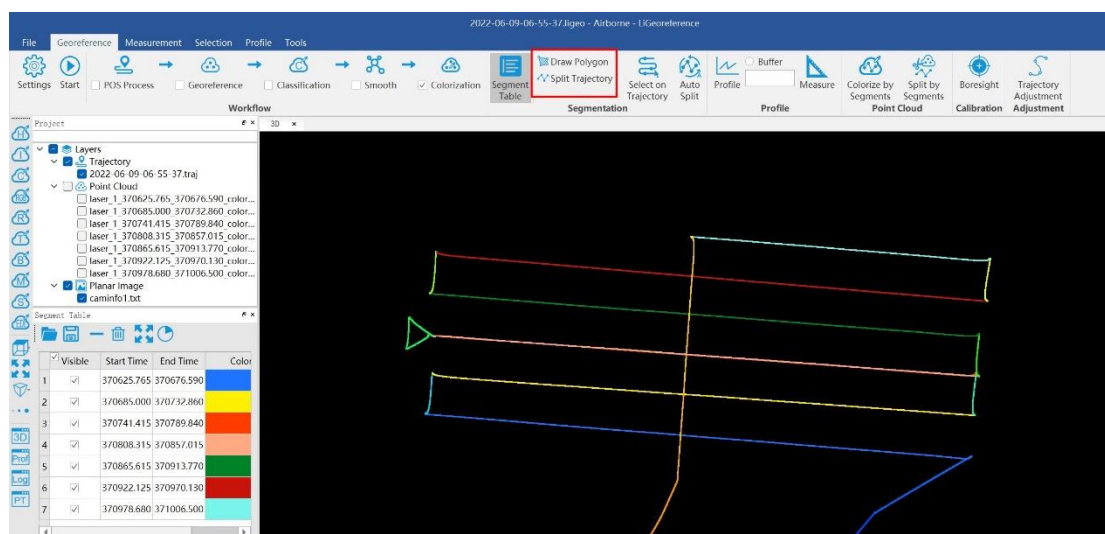 2022-06-09-06-55-37.ligeo - Airborne - LiGeoreference
File Georeference Measurement Selection Profile Tools
Settings Start POS Process Georeference Classification Smooth Colorization Segment Table Draw Polygon Split Trajectory Select on Trajectory Auto Split Profile Buffer Measure Colorize by Segments Split by Segments Boresight Trajectory Adjustment
Workflow Segmentation Profile Point Cloud Calibration Adjustment
Project
3D
Layers
Trajectory
2022-06-09-06-55-37.traj
Point Cloud
laser_1_370625.765_370676.590_color...
laser_1_370685.000_370732.860_color...
laser_1_370741.415_370789.840_color...
laser_1_370808.315_370857.015_color...
laser_1_370865.615_370913.770_color...
laser_1_370922.125_370970.130_color...
laser_1_370978.680_371006.500_color...
Planar Image
caminfo1.txt
Segment Table
Visible Start Time End Time Color
1 370625.765 370676.590
2 370685.000 370732.860
3 370741.415 370789.840
4 370808.315 370857.015
5 370865.615 370913.770
6 370922.125 370970.130
7 370978.680 371006.500
3D
Prof
Log
PT